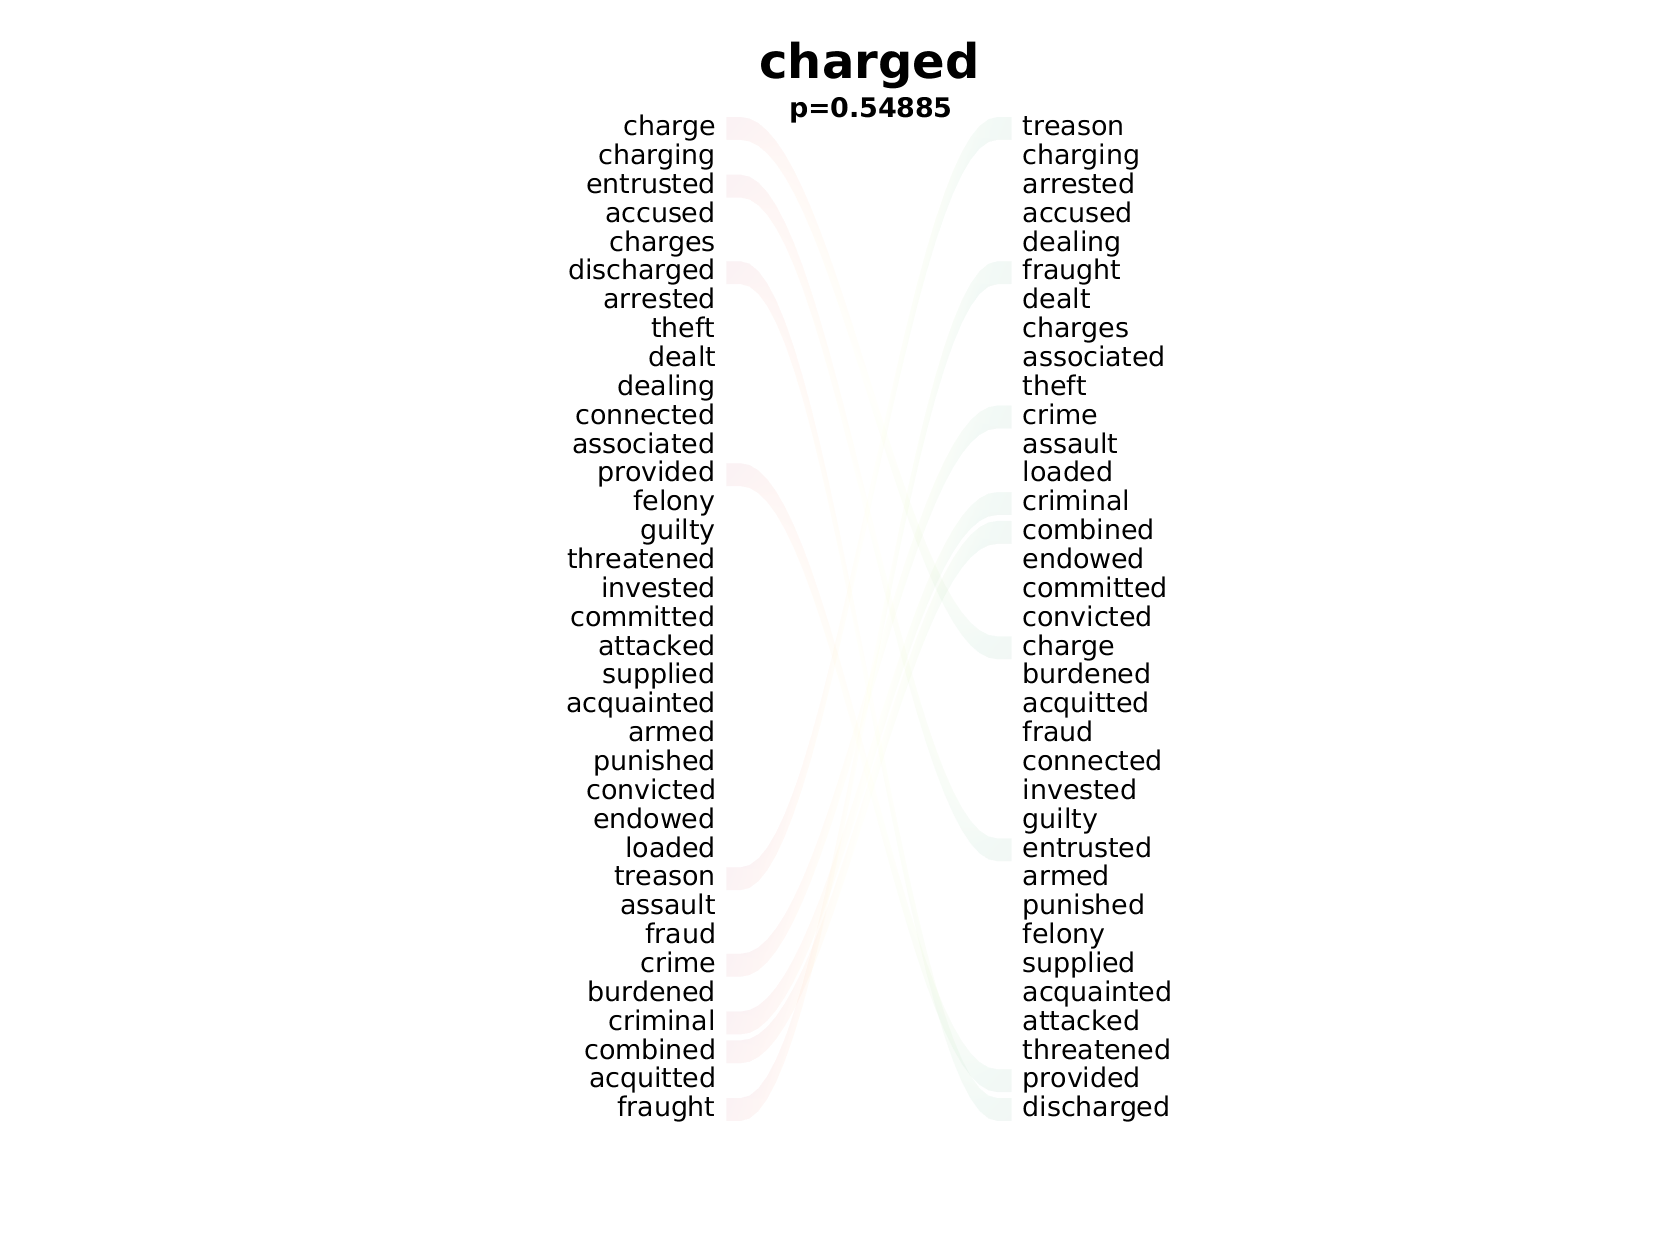 charged
p=0.54885
charge treason
charging charging
entrusted arrested
accused accused
charges dealing
discharged fraught
arrested dealt
theft charges
dealt associated
dealing theft
connected crime
associated assault
provided loaded
felony criminal
guilty combined
threatened endowed
invested committed
committed convicted
attacked charge
supplied burdened
acquainted acquitted
armed fraud
punished connected
convicted invested
endowed guilty
loaded entrusted
treason armed
assault punished
fraud felony
crime supplied
burdened acquainted
criminal attacked
combined threatened
acquitted provided
fraught discharged